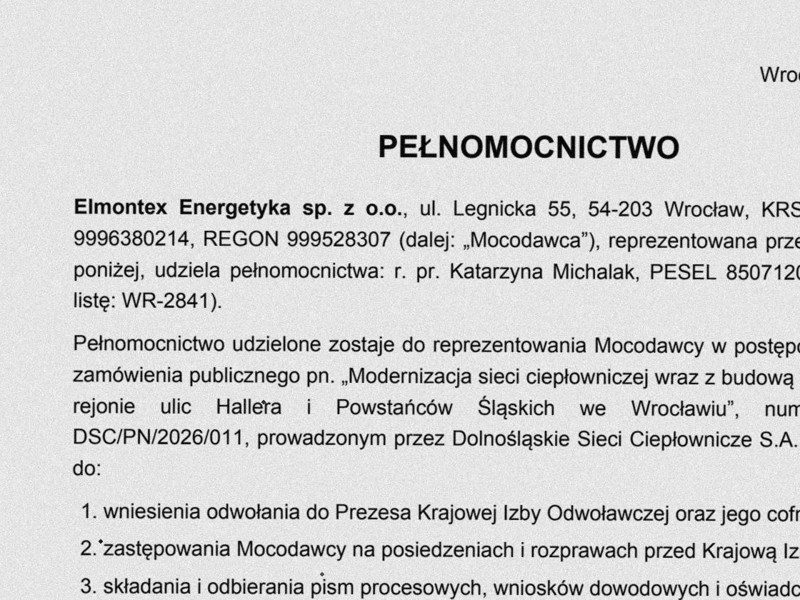 Wroc
PEŁNOMOCNICTWO
Elmontex Energetyka sp. z o.o., ul. Legnicka 55, 54-203 Wrocław, KRS
9996380214, REGON 999528307 (dalej: „Mocodawca”), reprezentowana prze
poniżej, udziela pełnomocnictwa: r. pr. Katarzyna Michalak, PESEL 8507120
listę: WR-2841).
Pełnomocnictwo udzielone zostaje do reprezentowania Mocodawcy w postępo
zamówienia publicznego pn. „Modernizacja sieci ciepłowniczej wraz z budową
rejonie ulic Hallera i Powstańców Śląskich we Wrocławiu”, num
DSC/PN/2026/011, prowadzonym przez Dolnośląskie Sieci Ciepłownicze S.A.
do:
1. wniesienia odwołania do Prezesa Krajowej Izby Odwoławczej oraz jego cofn
2. zastępowania Mocodawcy na posiedzeniach i rozprawach przed Krajową Iz
3. składania i odbierania pism procesowych, wniosków dowodowych i oświadc